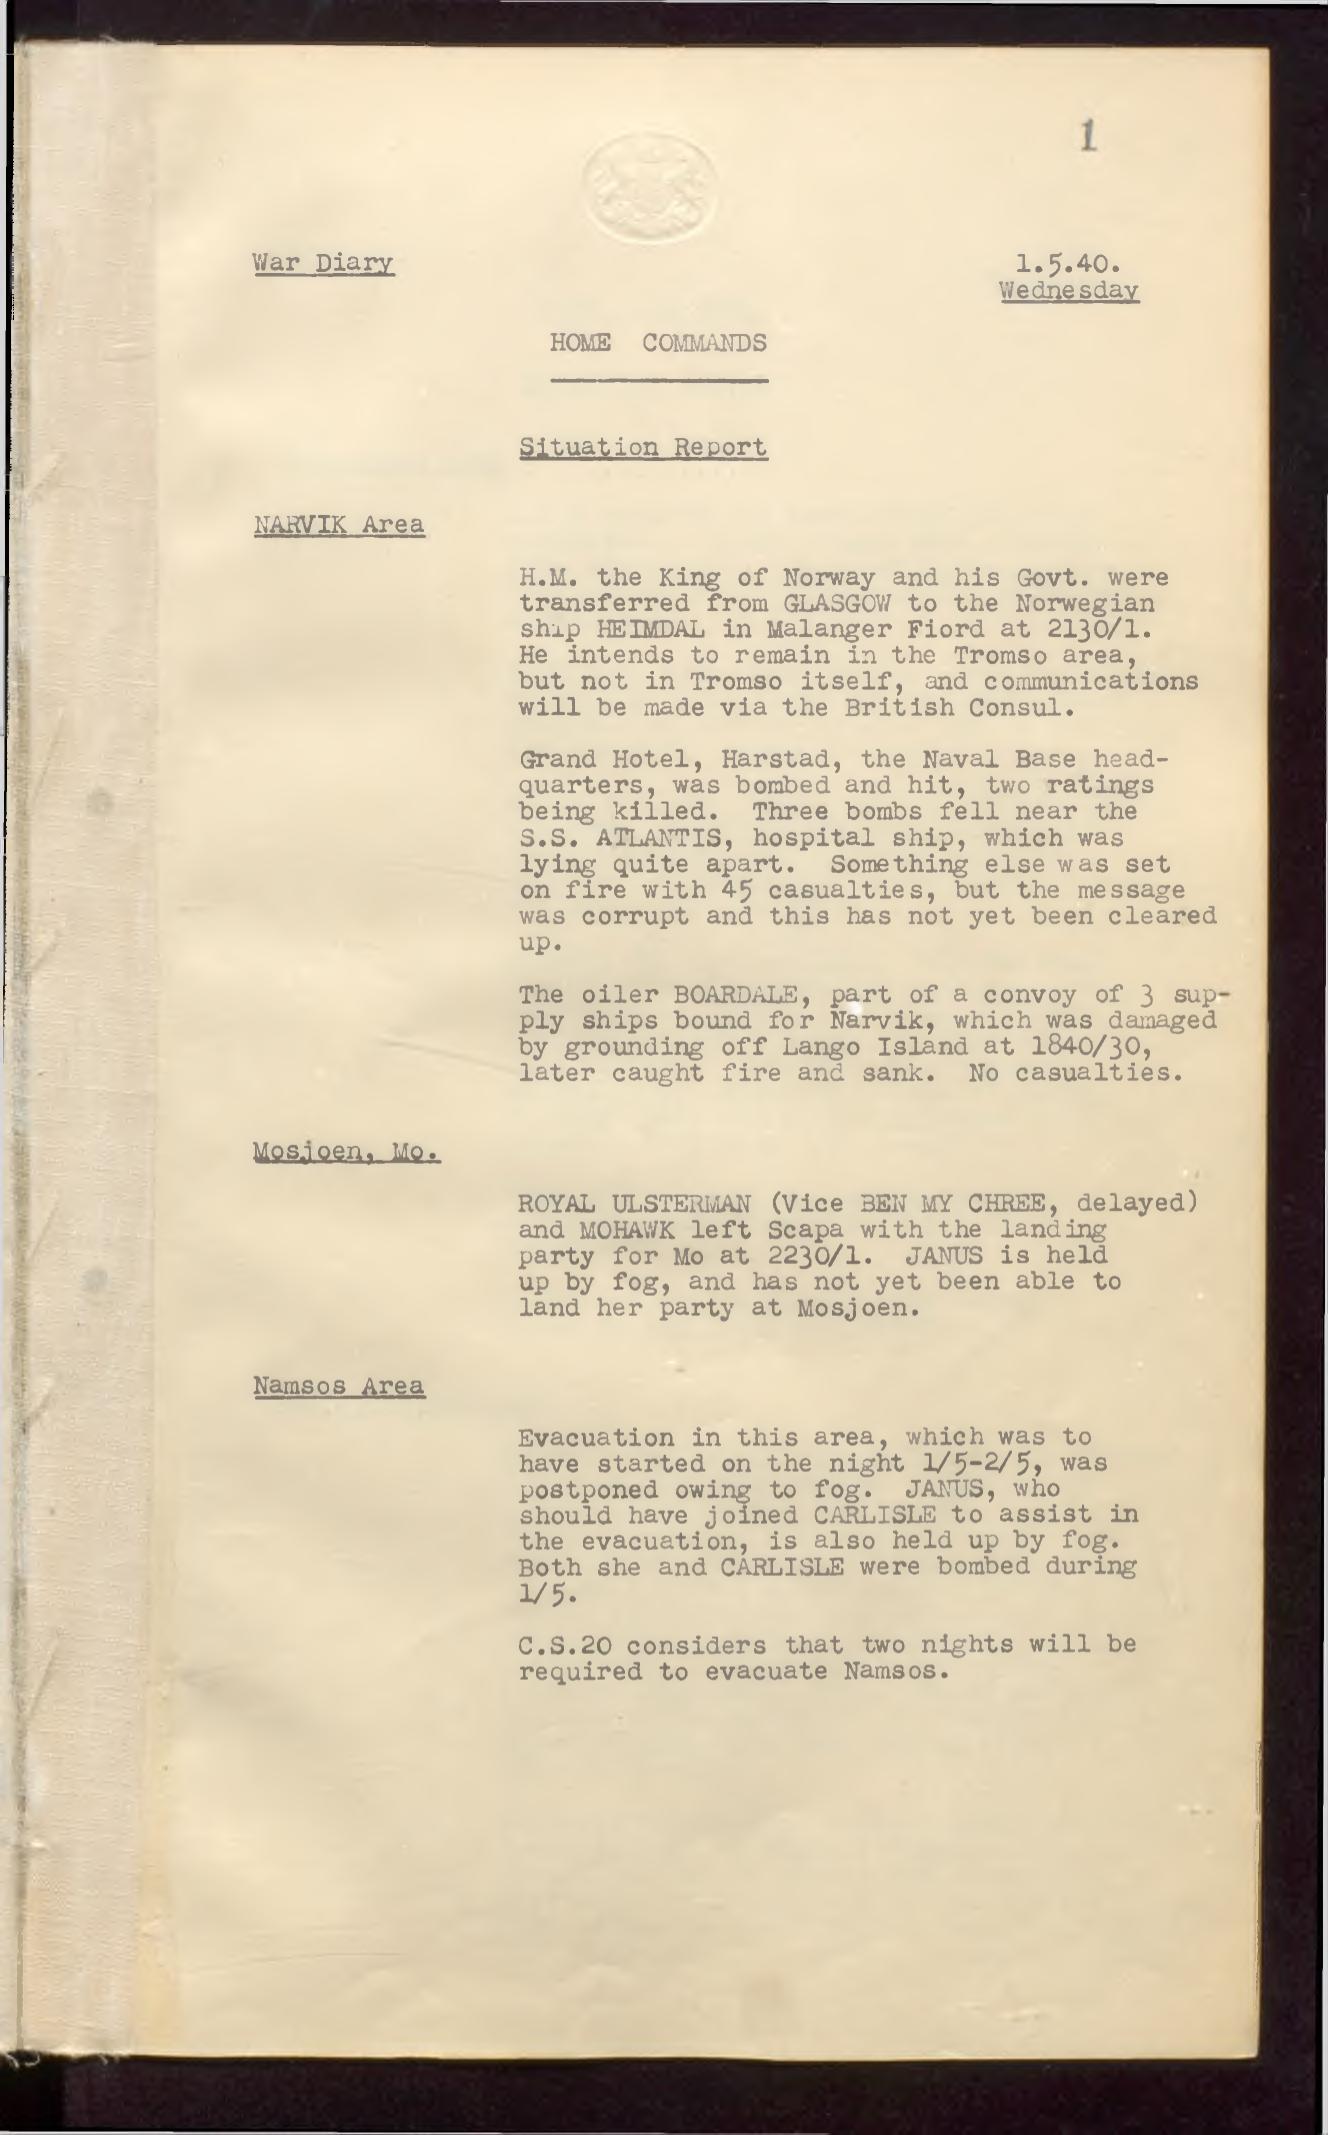 1
War Diary
1.5.40.
Wednesday
HOME COMMANDS
Situation Report
NARVIK Area
H.M. the King of Norway and his Govt. were
transferred from GLASGOW to the Norwegian
ship HEIMDAL in Malanger Fiord at 2130/1.
He intends to remain in the Tromso area,
but not in Tromso itself, and communications
will be made via the British Consul.
Grand Hotel, Harstad, the Naval Base head-
quarters, was bombed and hit, two ratings
being killed. Three bombs fell near the
S.S. ATLANTIS, hospital ship, which was
lying quite apart. Something else was set
on fire with 45 casualties, but the message
was corrupt and this has not yet been cleared
up.
The oiler BOARDALE, part of a convoy of 3 sup-
ply ships bound for Narvik, which was damaged
by grounding off Lango Island at 1840/30,
later caught fire and sank. No casualties.
Mosjoen, Mo.
ROYAL ULSTERMAN (Vice BEN MY CHREE, delayed)
and MOHAWK left Scapa with the landing
party for Mo at 2230/1. JANUS is held
up by fog, and has not yet been able to
land her party at Mosjoen.
Namsos Area
Evacuation in this area, which was to
have started on the night 1/5-2/5, was
postponed owing to fog. JANUS, who
should have joined CARLISLE to assist in
the evacuation, is also held up by fog.
Both she and CARLISLE were bombed during
1/5.
C.S.20 considers that two nights will be
required to evacuate Namsos.